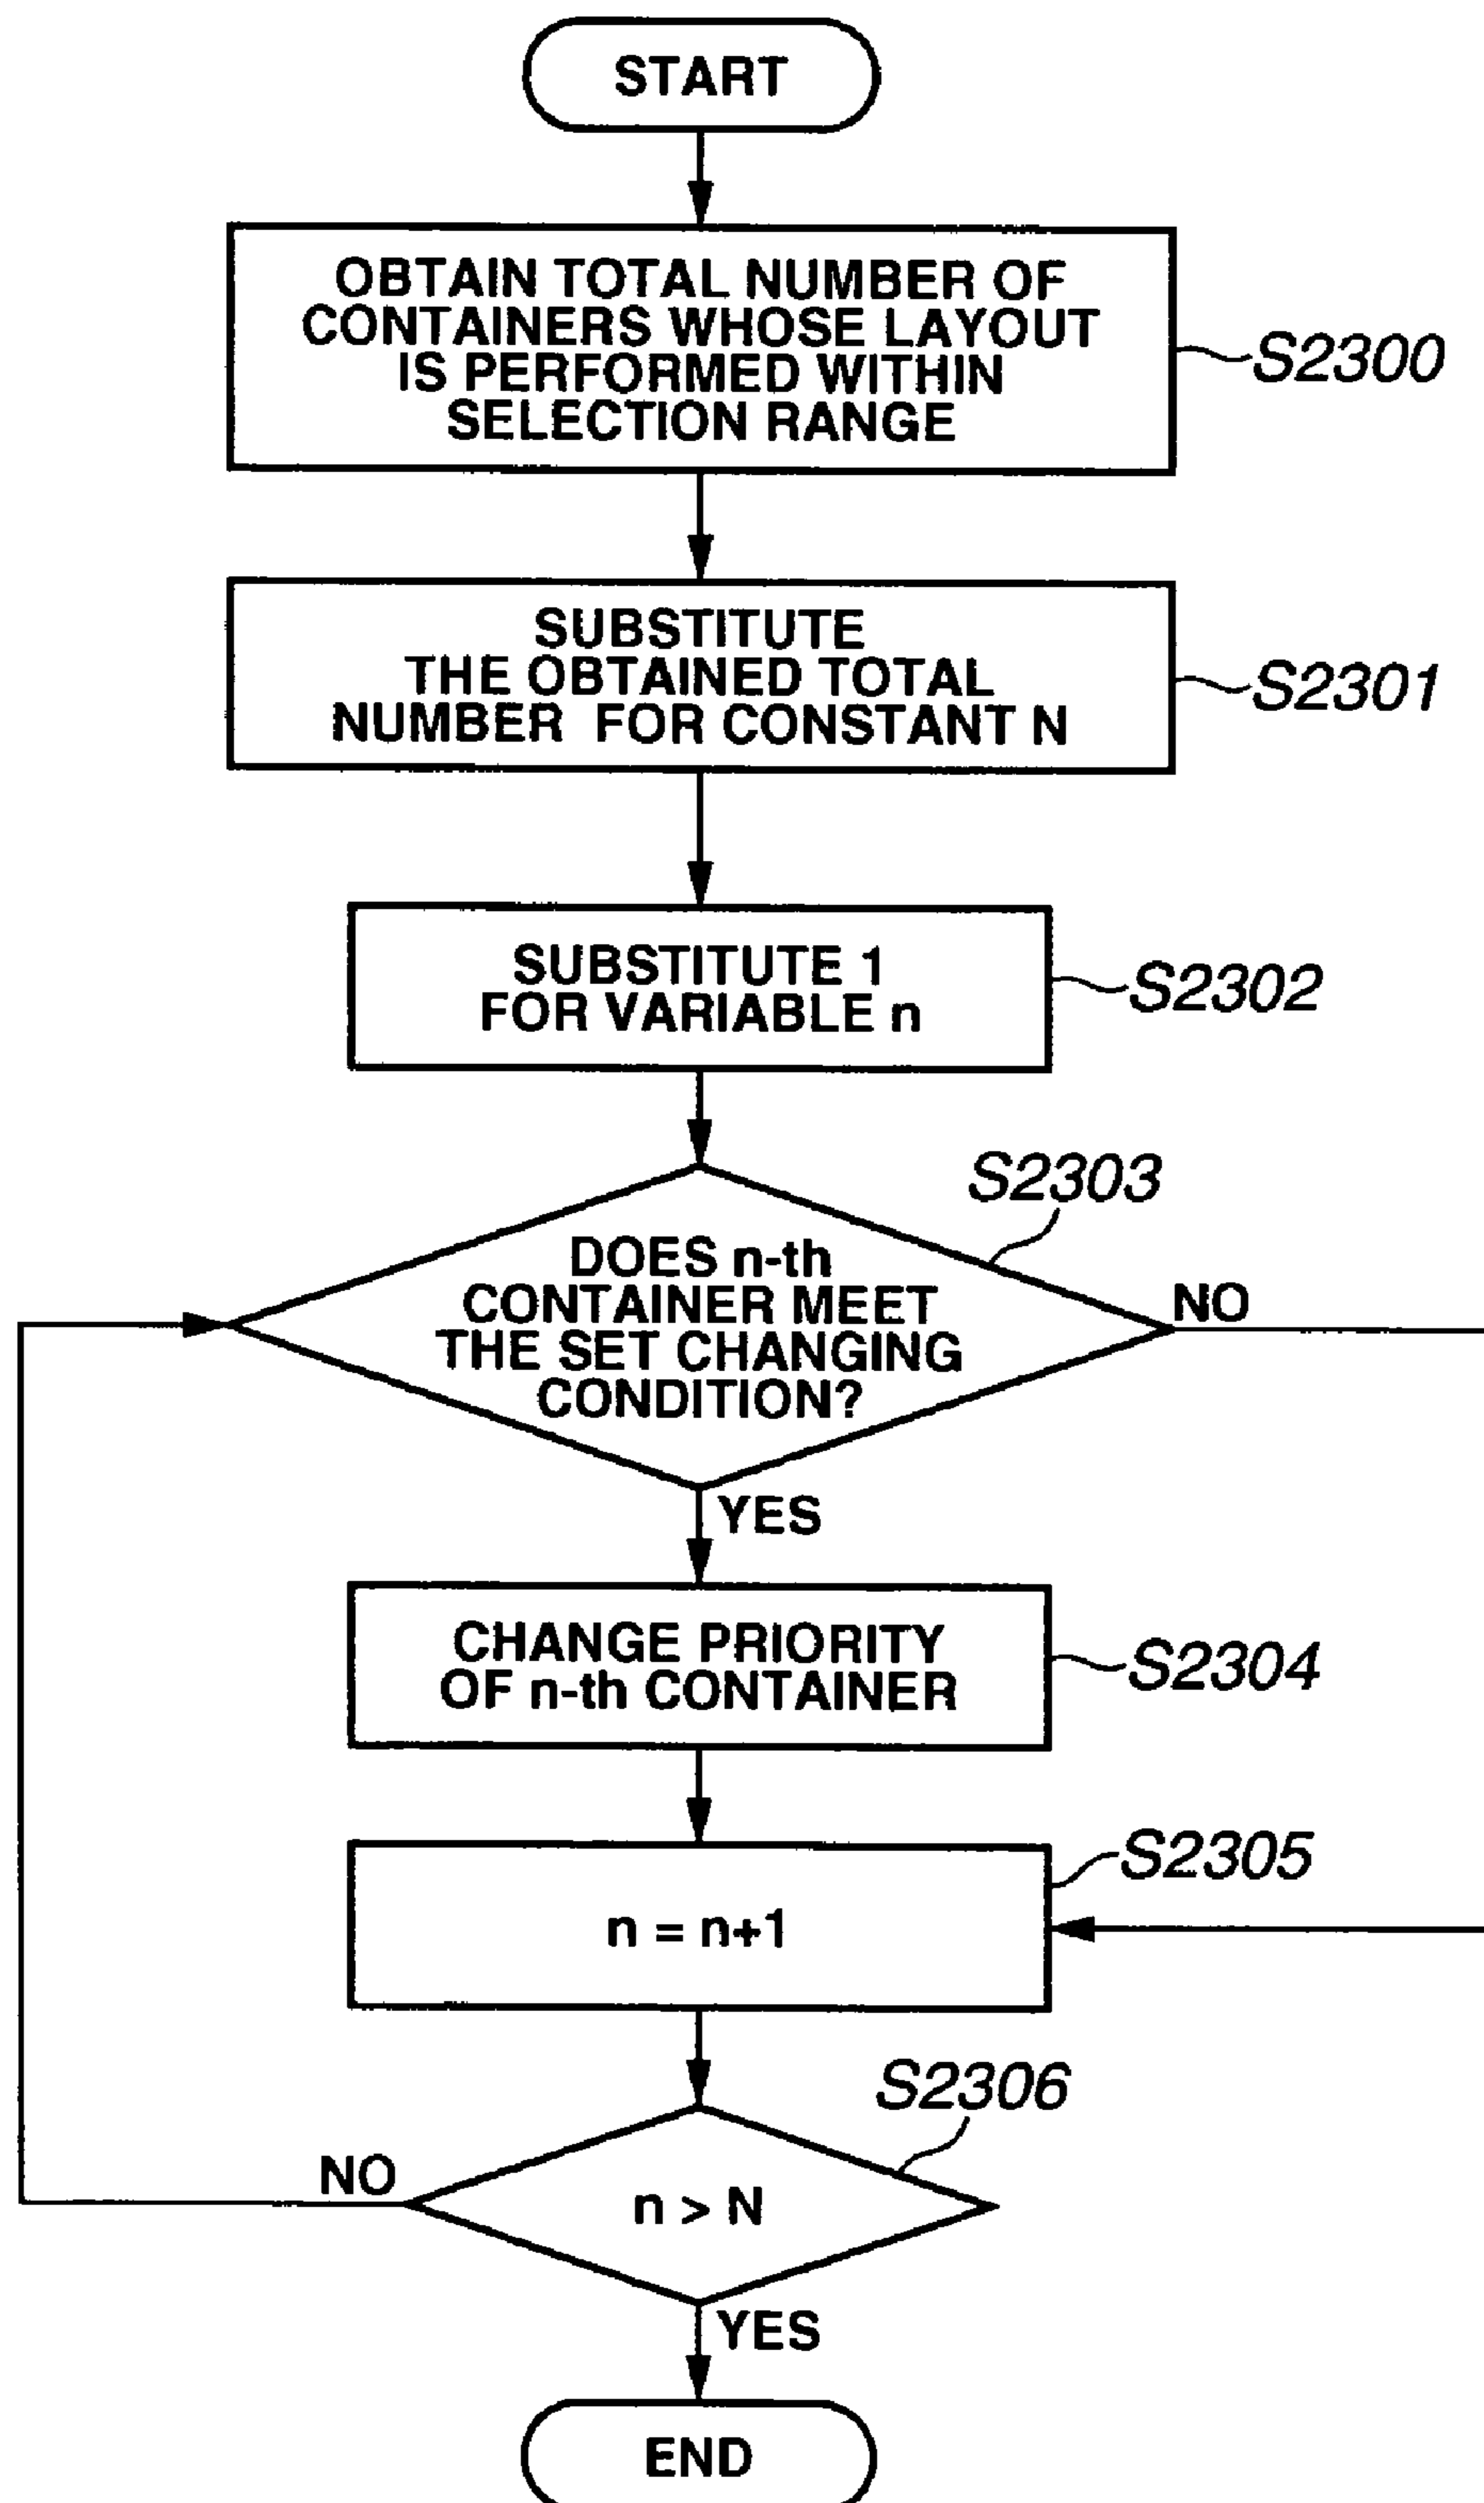 START
OBTAIN TOTAL NUMBER OF
CONTAINERS WHOSE LAYOUT
IS PERFORMED WITHIN
SELECTION RANGE
S2300
SUBSTITUTE
THE OBTAINED TOTAL
NUMBER FOR CONSTANT N
S2301
SUBSTITUTE 1
FOR VARIABLE n
S2302
S2303
DOES n-th
CONTAINER MEET
THE SET CHANGING
CONDITION?
NO
YES
CHANGE PRIORITY
OF n-th CONTAINER
S2304
S2305
n = n+1
S2306
NO
n > N
YES
END